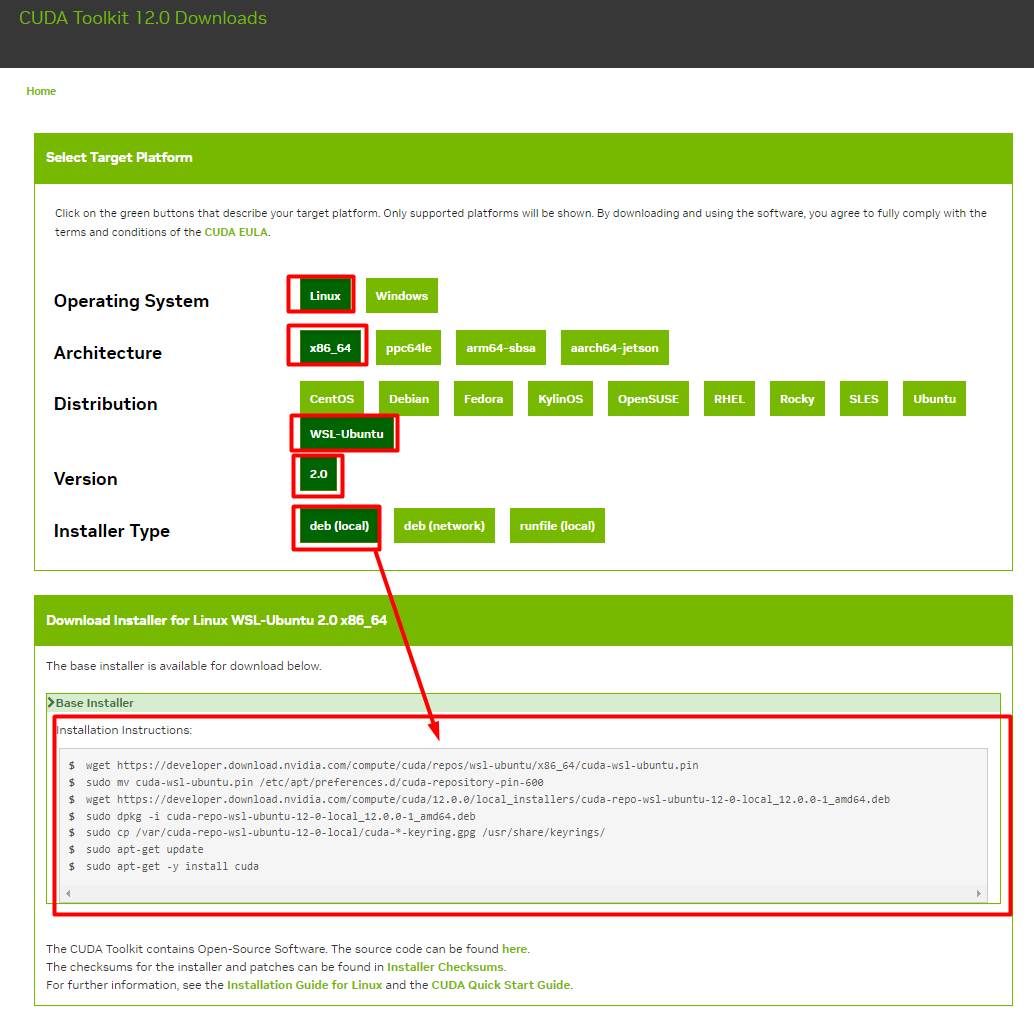 CUDA Toolkit 12.0 Downloads
Home
Select Target Platform
Click on the green buttons that describe your target platform. Only supported platforms will be shown. By downloading and using the software, you agree to fully comply with the
terms and conditions of the CUDA EULA.
Operating System
Linux Windows
Architecture
x86_64 ppc64le arm64-sbsa aarch64-jetson
Distribution
CentOS Debian Fedora KylinOS OpenSUSE RHEL Rocky SLES Ubuntu
WSL-Ubuntu
Version
2.0
Installer Type
deb (local) deb (network) runfile (local)
Download Installer for Linux WSL-Ubuntu 2.0 x86_64
The base installer is available for download below.
Base Installer
Installation Instructions:
$ wget https://developer.download.nvidia.com/compute/cuda/repos/wsl-ubuntu/x86_64/cuda-wsl-ubuntu.pin
$ sudo mv cuda-wsl-ubuntu.pin /etc/apt/preferences.d/cuda-repository-pin-600
$ wget https://developer.download.nvidia.com/compute/cuda/12.0.0/local_installers/cuda-repo-wsl-ubuntu-12-0-local_12.0.0-1_amd64.deb
$ sudo dpkg -i cuda-repo-wsl-ubuntu-12-0-local_12.0.0-1_amd64.deb
$ sudo cp /var/cuda-repo-wsl-ubuntu-12-0-local/cuda-*-keyring.gpg /usr/share/keyrings/
$ sudo apt-get update
$ sudo apt-get -y install cuda
The CUDA Toolkit contains Open-Source Software. The source code can be found here.
The checksums for the installer and patches can be found in Installer Checksums.
For further information, see the Installation Guide for Linux and the CUDA Quick Start Guide.